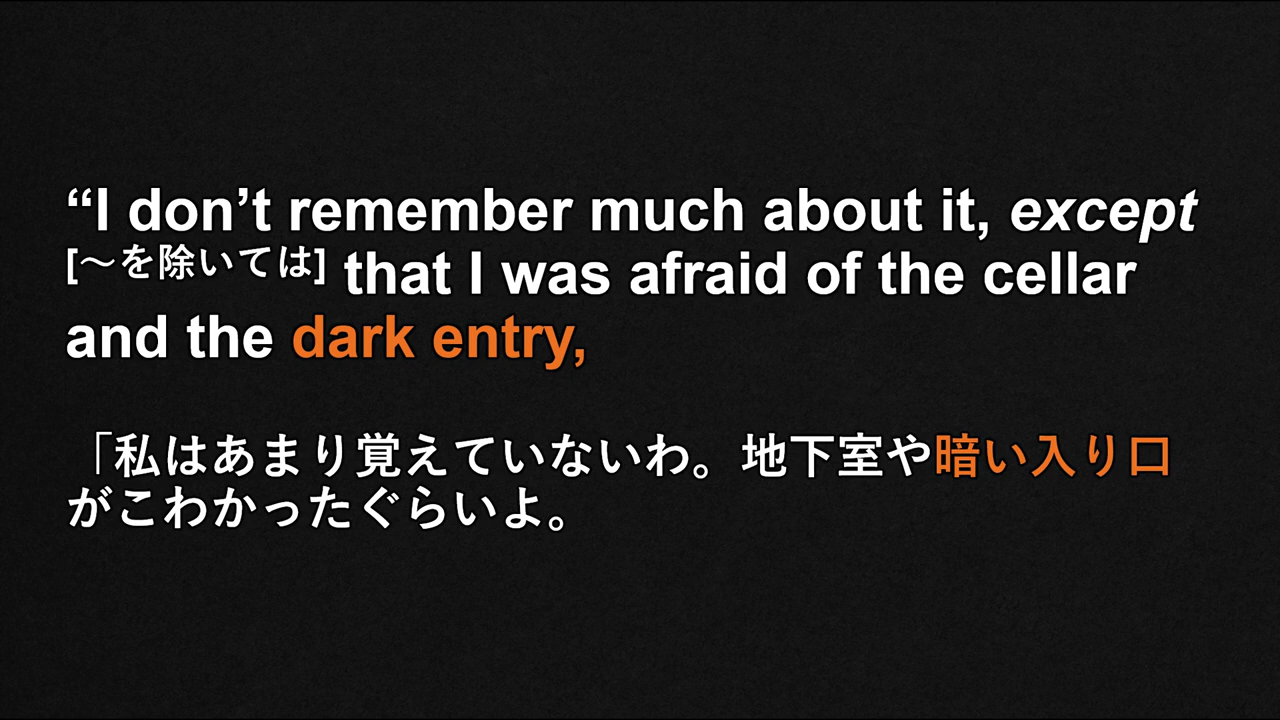 “I don’t remember much about it, except
[～を除いては] that I was afraid of the cellar
and the dark entry,
「私はあまり覚えていないわ。地下室や暗い入り口
がこわかったぐらいよ。